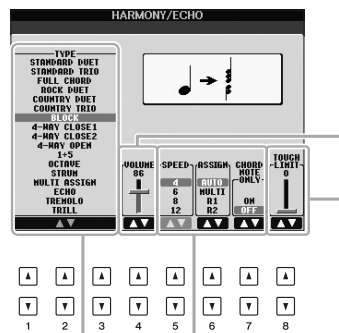 HARMONY/ECHO
TYPE
STANDARD DUET
STANDARD TRIO
FULL CHORD
ROCK DUET
COUNTRY DUET
COUNTRY TRIO
BLOCK
4-WAY CLOSE1
4-WAY CLOSE2
4-WAY OPEN
1+5
OCTAVE
STRUM
MULTI ASSIGN
ECHO
TREMOLO
TRILL
VOLUME
86
SPEED
4
6
8
12
ASSIGN
AUTO
MULTI
R1
R2
CHORD
NOTE
ONLY
ON
OFF
TOUCH
LIMIT
0
1 2 3 4 5 6 7 8